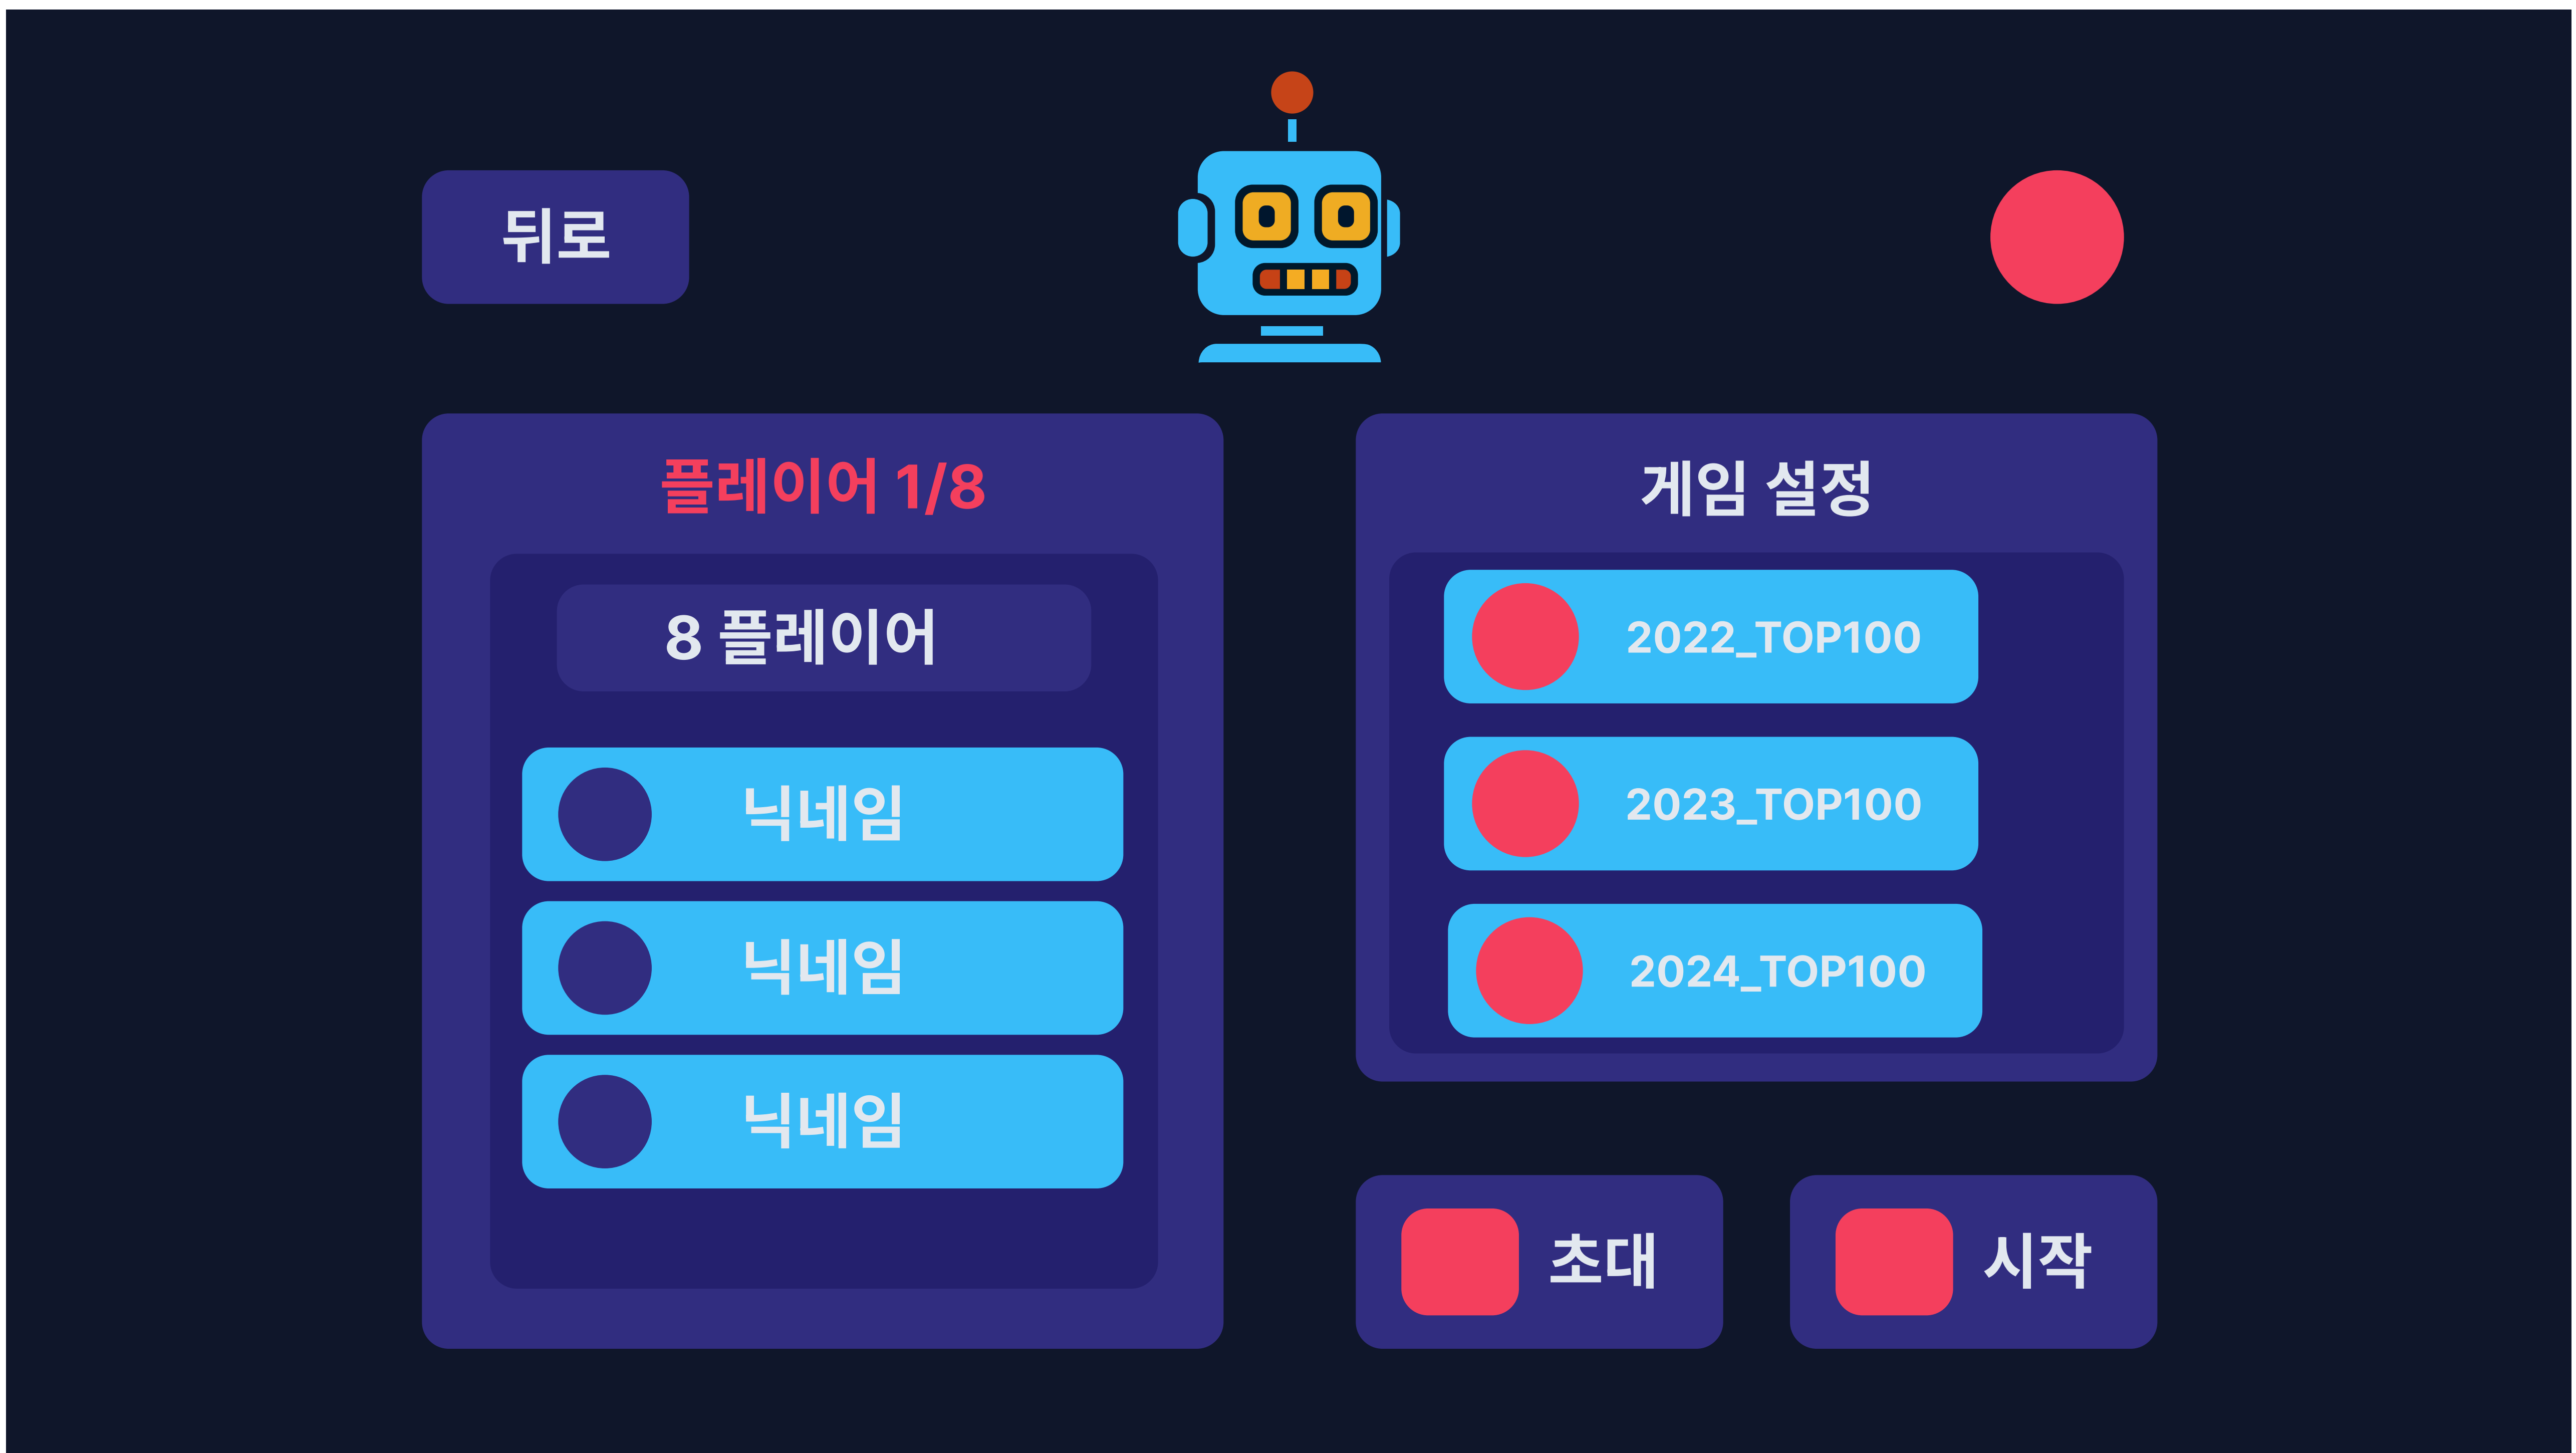 뒤로
플레이어 1/8
8 플레이어
닉네임
닉네임
닉네임
게임 설정
2022_TOP100
2023_TOP100
2024_TOP100
초대
시작